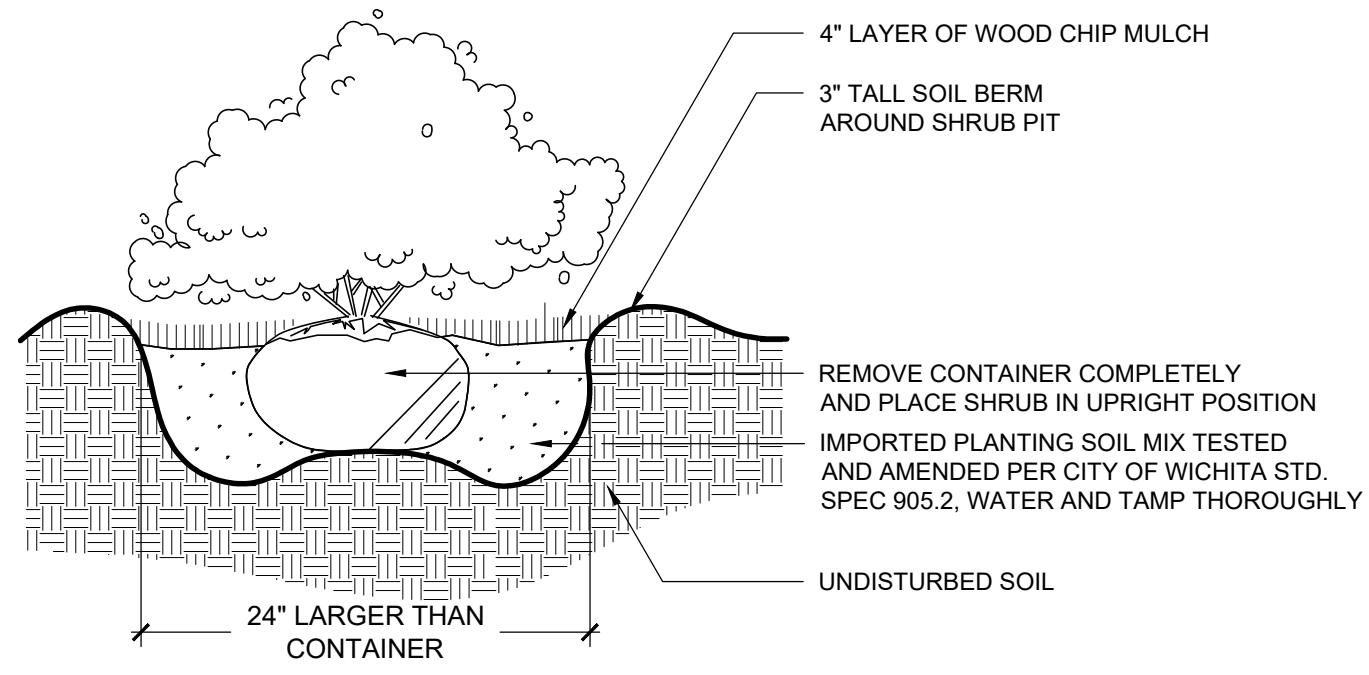 4" LAYER OF WOOD CHIP MULCH
3" TALL SOIL BERM
AROUND SHRUB PIT
REMOVE CONTAINER COMPLETELY
AND PLACE SHRUB IN UPRIGHT POSITION
IMPORTED PLANTING SOIL MIX TESTED
AND AMENDED PER CITY OF WICHITA STD.
SPEC 905.2, WATER AND TAMP THOROUGHLY
UNDISTURBED SOIL
24" LARGER THAN
CONTAINER